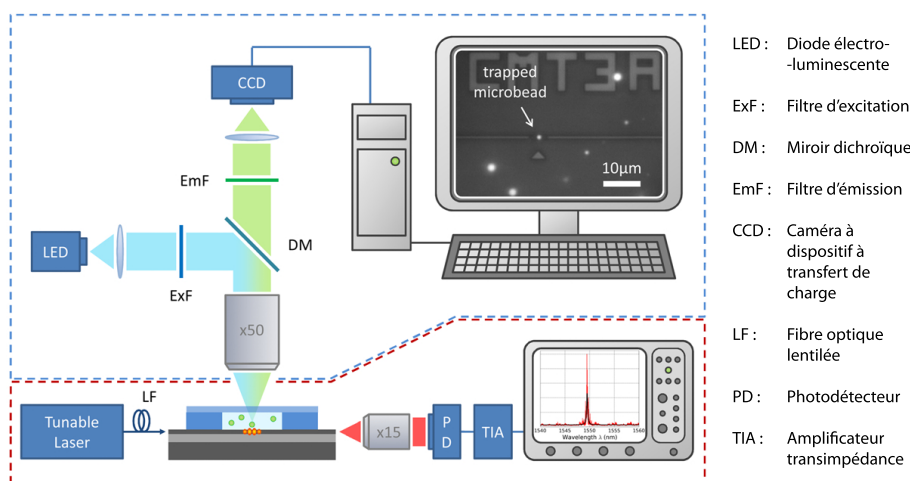 CCD
EmF
DM
LED
ExF
x50
CMT3A
trapped
microbead
10µm
LF
Tunable
Laser
x15
P
D
TIA
1540 1545 1550 1555 1560
Wavelength λ (nm)
LED : Diode électro-
-luminescente
ExF : Filtre d’excitation
DM : Miroir dichroïque
EmF : Filtre d’émission
CCD : Caméra à
dispositif à
transfert de
charge
LF : Fibre optique
lentilée
PD : Photodétecteur
TIA : Amplificateur
transimpédance